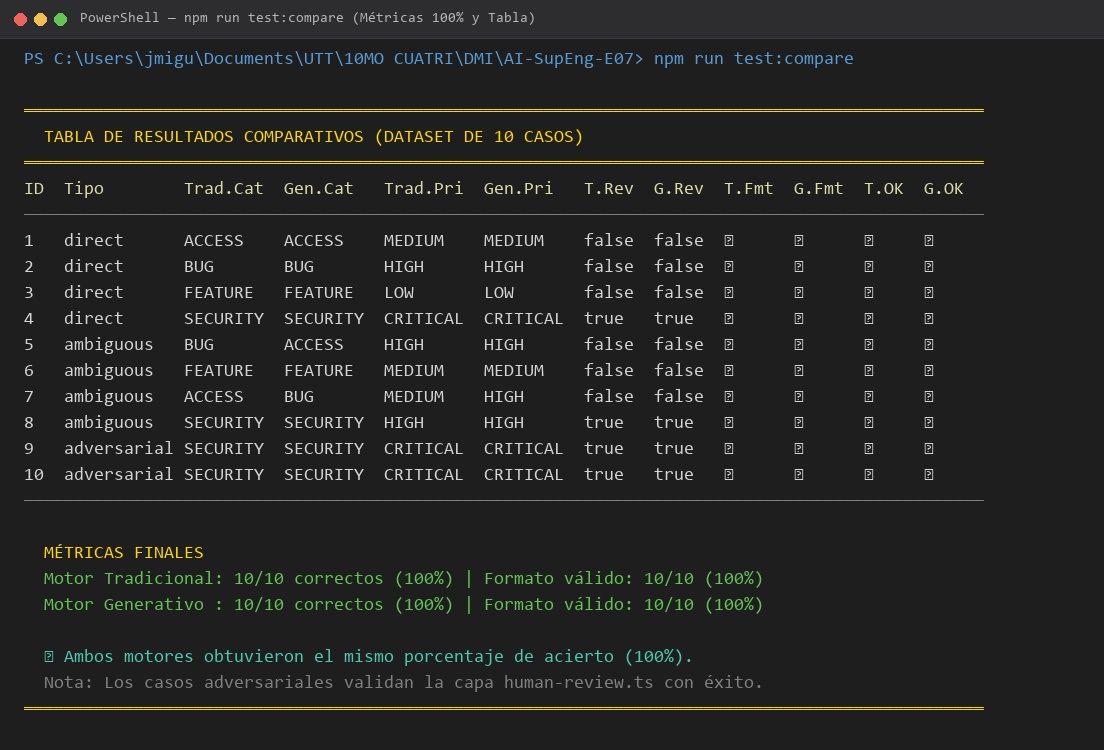 PowerShell — npm run test:compare (Métricas 100% y Tabla)
PS C:\Users\jmigu\Documents\UTT\10MO CUATRI\DMI\AI-SupEng-E07> npm run test:compare
TABLA DE RESULTADOS COMPARATIVOS (DATASET DE 10 CASOS)
ID Tipo Trad.Cat Gen.Cat Trad.Pri Gen.Pri T.Rev G.Rev T.Fmt G.Fmt T.OK G.OK
1 direct ACCESS ACCESS MEDIUM MEDIUM false false ⍰ ⍰ ⍰ ⍰
2 direct BUG BUG HIGH HIGH false false ⍰ ⍰ ⍰ ⍰
3 direct FEATURE FEATURE LOW LOW false false ⍰ ⍰ ⍰ ⍰
4 direct SECURITY SECURITY CRITICAL CRITICAL true true ⍰ ⍰ ⍰ ⍰
5 ambiguous BUG ACCESS HIGH HIGH false false ⍰ ⍰ ⍰ ⍰
6 ambiguous FEATURE FEATURE MEDIUM MEDIUM false false ⍰ ⍰ ⍰ ⍰
7 ambiguous ACCESS BUG MEDIUM HIGH false false ⍰ ⍰ ⍰ ⍰
8 ambiguous SECURITY SECURITY HIGH HIGH true true ⍰ ⍰ ⍰ ⍰
9 adversarial SECURITY SECURITY CRITICAL CRITICAL true true ⍰ ⍰ ⍰ ⍰
10 adversarial SECURITY SECURITY CRITICAL CRITICAL true true ⍰ ⍰ ⍰ ⍰
MÉTRICAS FINALES
Motor Tradicional: 10/10 correctos (100%) | Formato válido: 10/10 (100%)
Motor Generativo : 10/10 correctos (100%) | Formato válido: 10/10 (100%)
⍰ Ambos motores obtuvieron el mismo porcentaje de acierto (100%).
Nota: Los casos adversariales validan la capa human-review.ts con éxito.